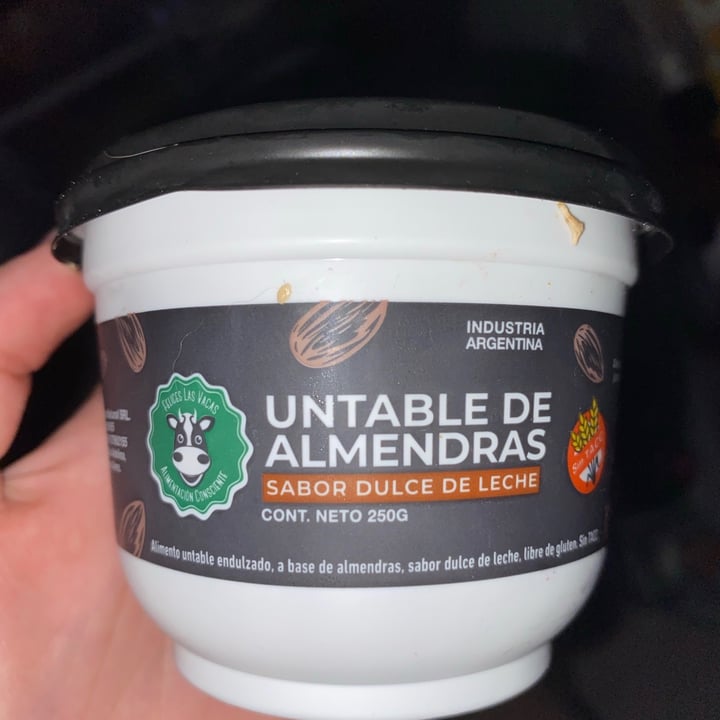 INDUSTRIA
ARGENTINA
FELICES LAS VACAS
ALIMENTACIÓN CONSCIENTE
UNTABLE DE
ALMENDRAS
SABOR DULCE DE LECHE
CONT. NETO 250G
Sin T.A.C.C.
Alimento untable endulzado, a base de almendras, sabor dulce de leche, libre de gluten. Sin TACC